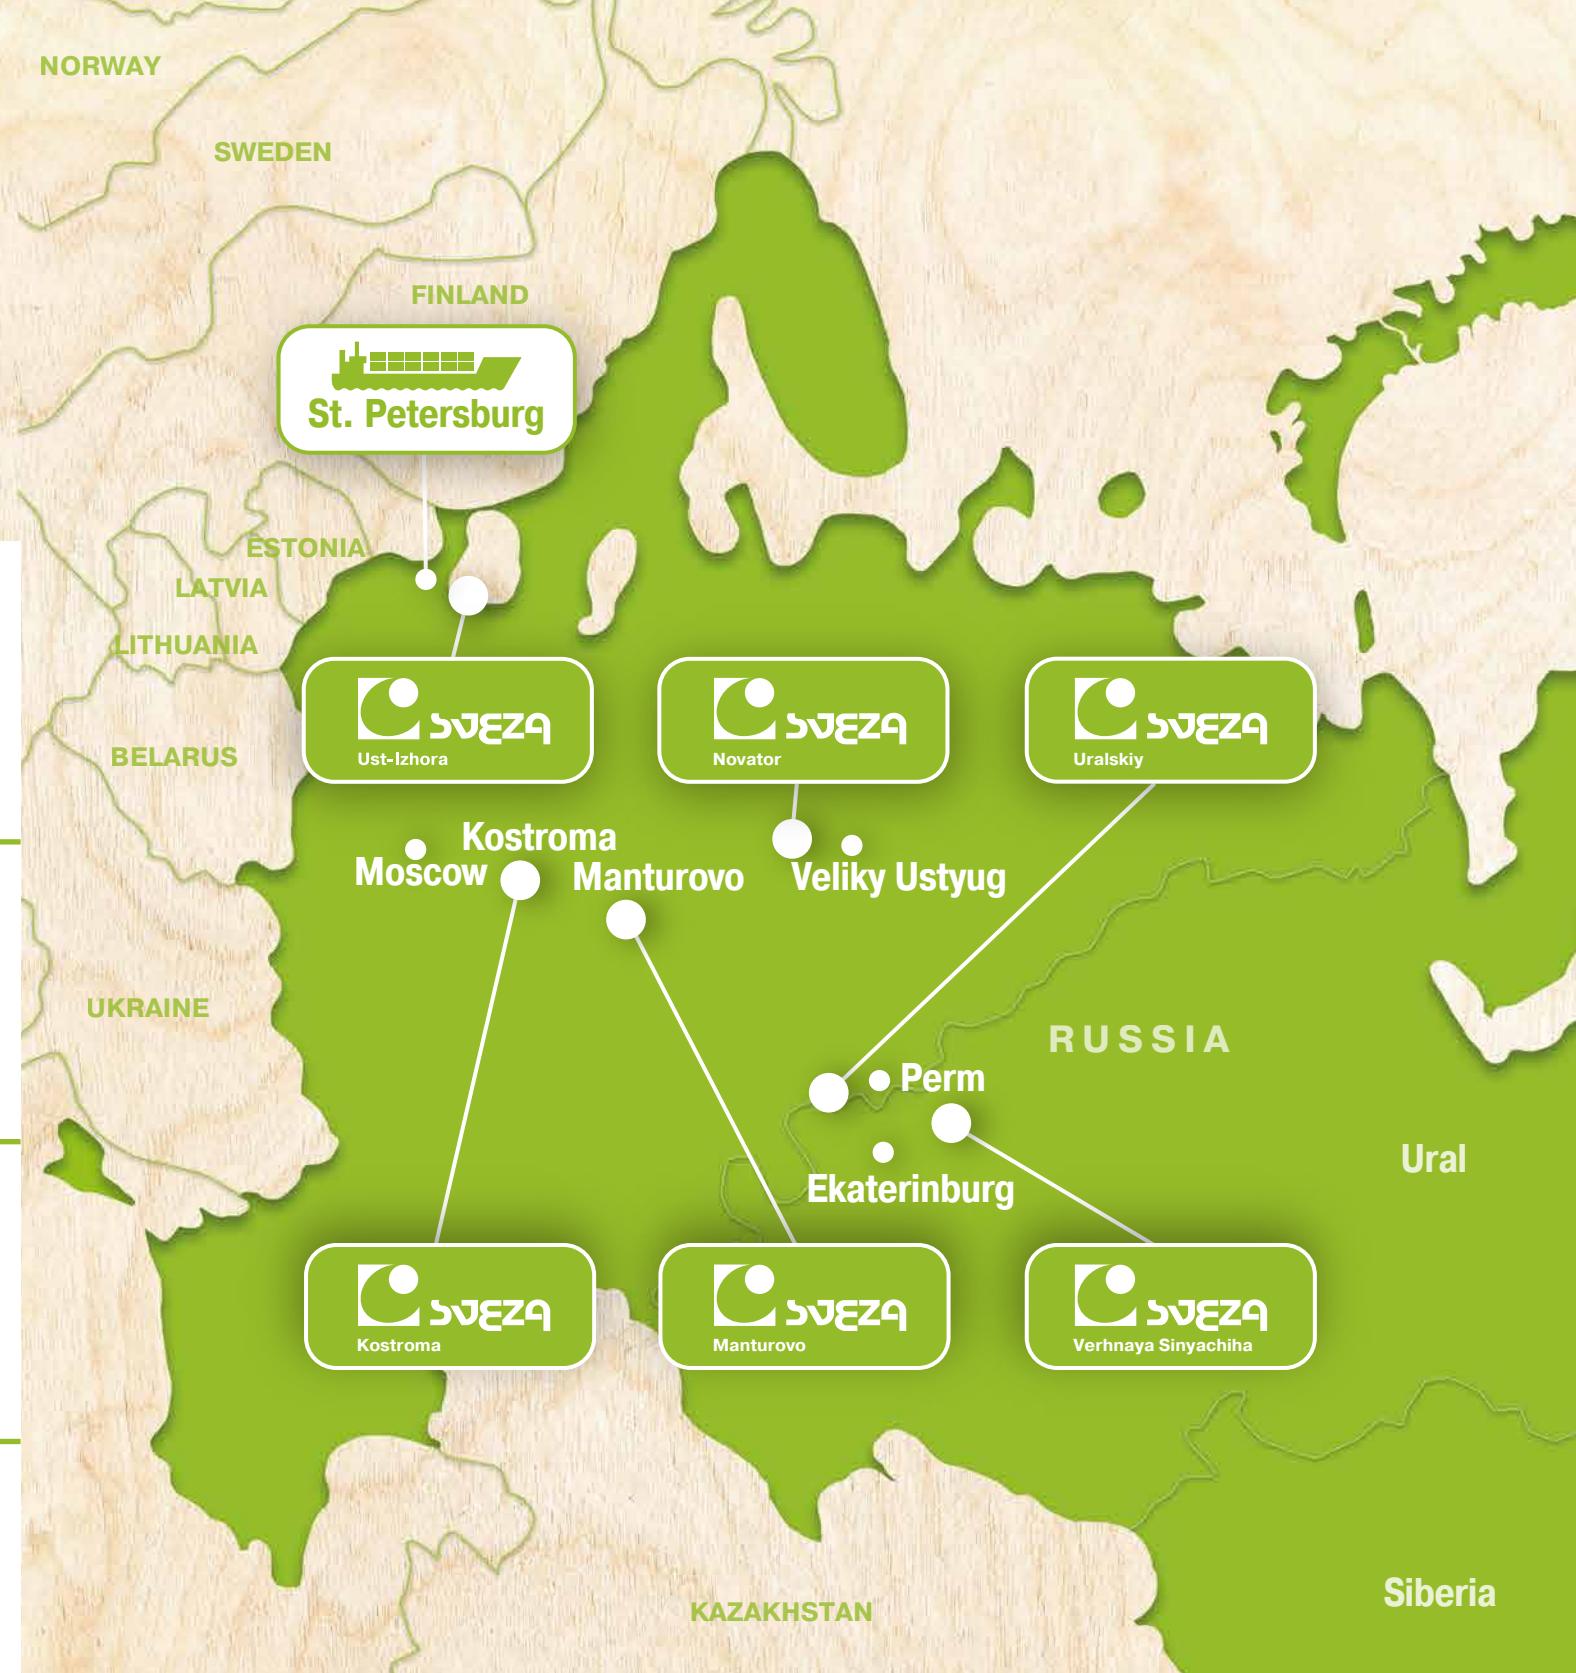 NORWAY
SWEDEN
FINLAND
St. Petersburg
ESTONIA
LATVIA
LITHUANIA
BELARUS
SVEZA
Ust-Izhora
SVEZA
Novator
SVEZA
Uralskiy
Kostroma
Moscow
Manturovo
Veliky Ustyug
UKRAINE
RUSSIA
Perm
Ural
Ekaterinburg
SVEZA
Kostroma
SVEZA
Manturovo
SVEZA
Verhnaya Sinyachiha
Siberia
KAZAKHSTAN